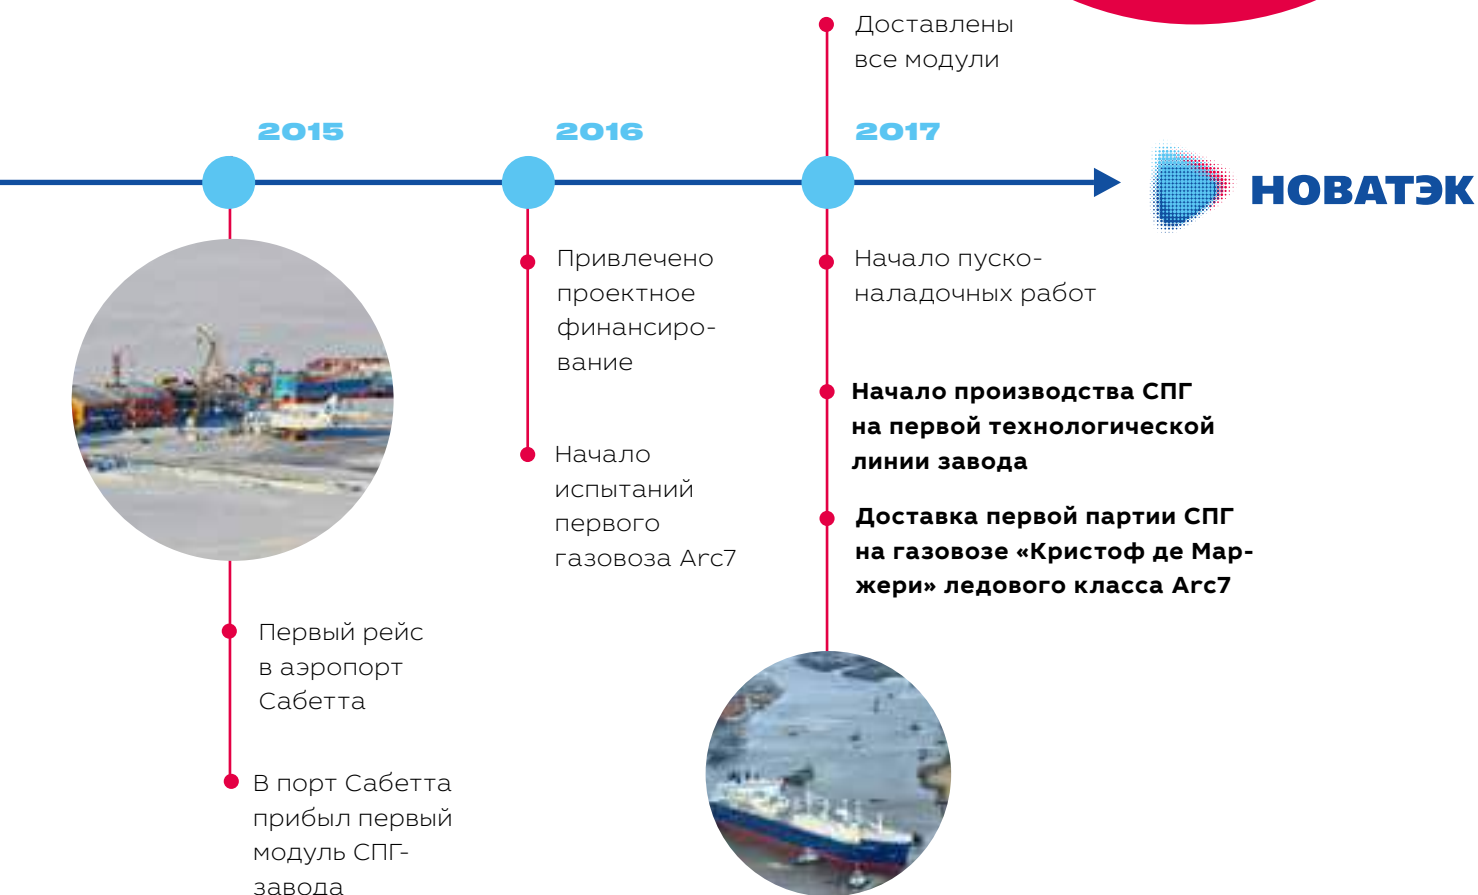 Доставлены
все модули
2015
2016
2017
НОВАТЭК
Первый рейс
в аэропорт
Сабетта
В порт Сабетта
прибыл первый
модуль СПГ-
завода
Привлечено
проектное
финансиро-
вание
Начало
испытаний
первого
газовоза Arc7
Начало пуско-
наладочных работ
Начало производства СПГ
на первой технологической
линии завода
Доставка первой партии СПГ
на газовозе «Кристоф де Мар-
жери» ледового класса Arc7